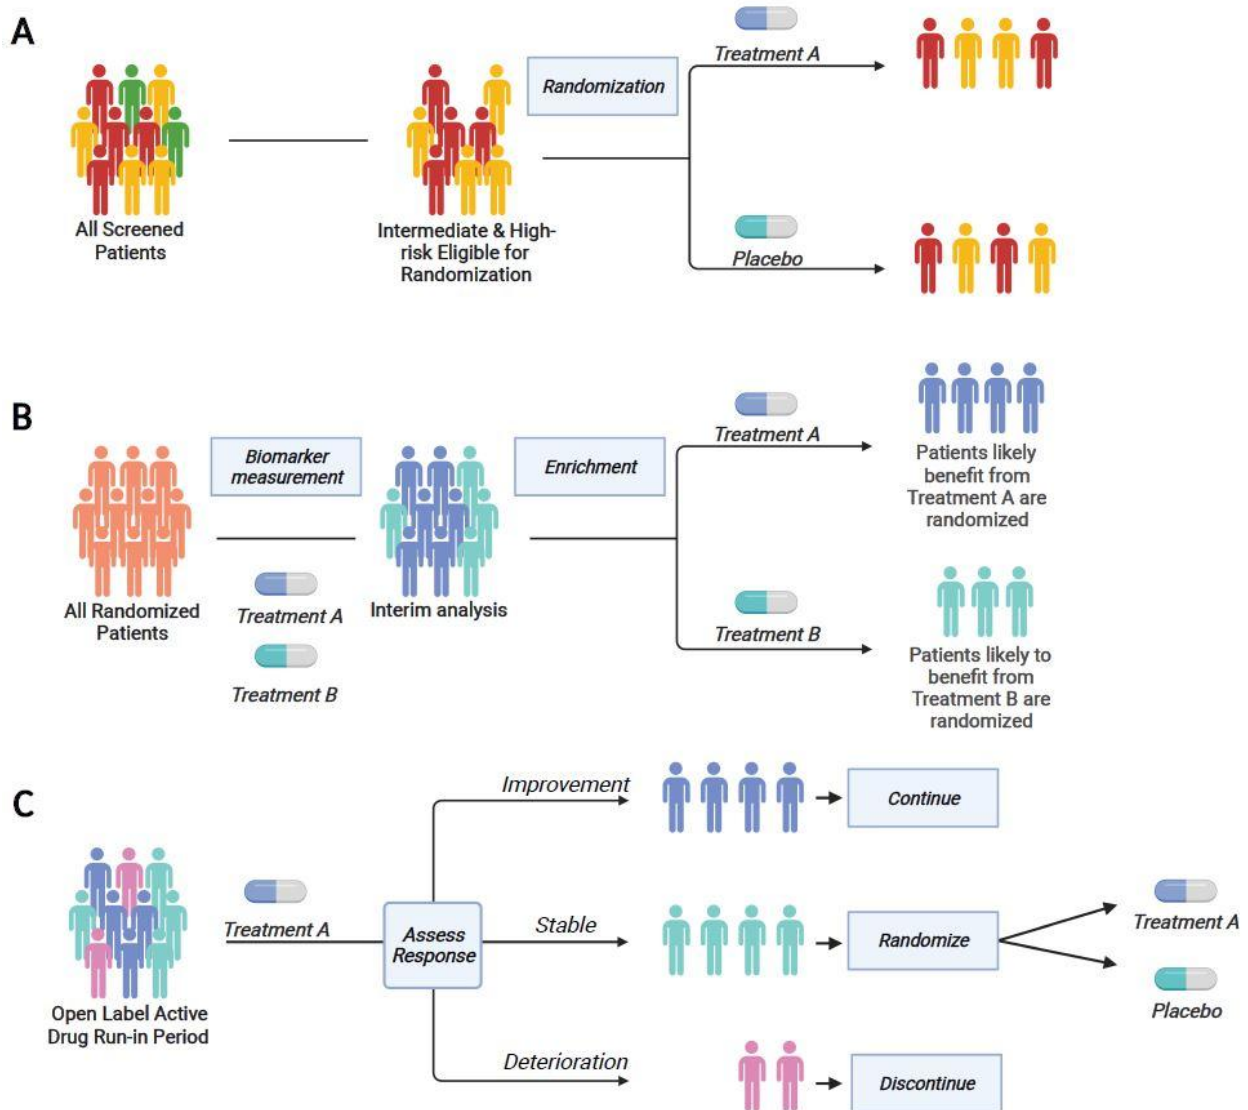 A
All Screened
Patients
Intermediate & High-
risk Eligible for
Randomization
Randomization
Treatment A
Placebo
B
All Randomized
Patients
Biomarker
measurement
Treatment A
Treatment B
Interim analysis
Enrichment
Treatment A
Patients likely
benefit from
Treatment A are
randomized
Treatment B
Patients likely to
benefit from
Treatment B are
randomized
C
Open Label Active
Drug Run-in Period
Treatment A
Assess
Response
Improvement
Continue
Stable
Randomize
Treatment A
Placebo
Deterioration
Discontinue